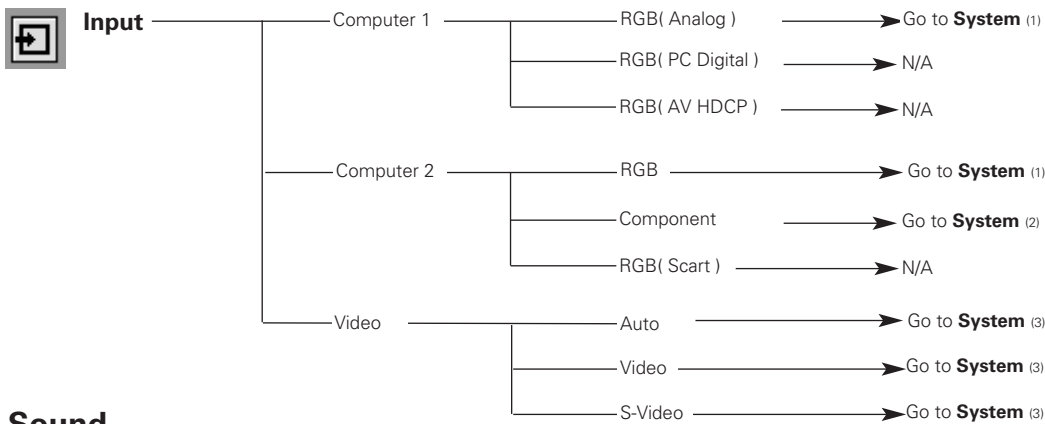 Input Computer 1 RGB( Analog ) Go to System (1)
RGB( PC Digital ) N/A
RGB( AV HDCP ) N/A
Computer 2 RGB Go to System (1)
Component Go to System (2)
RGB( Scart ) N/A
Video Auto Go to System (3)
Video Go to System (3)
S-Video Go to System (3)
Sound